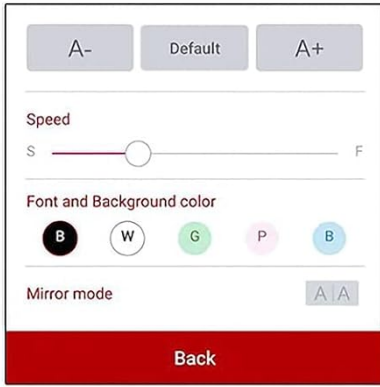 A- Default A+
Speed
S F
Font and Background color
B W G P B
Mirror mode A|A
Back